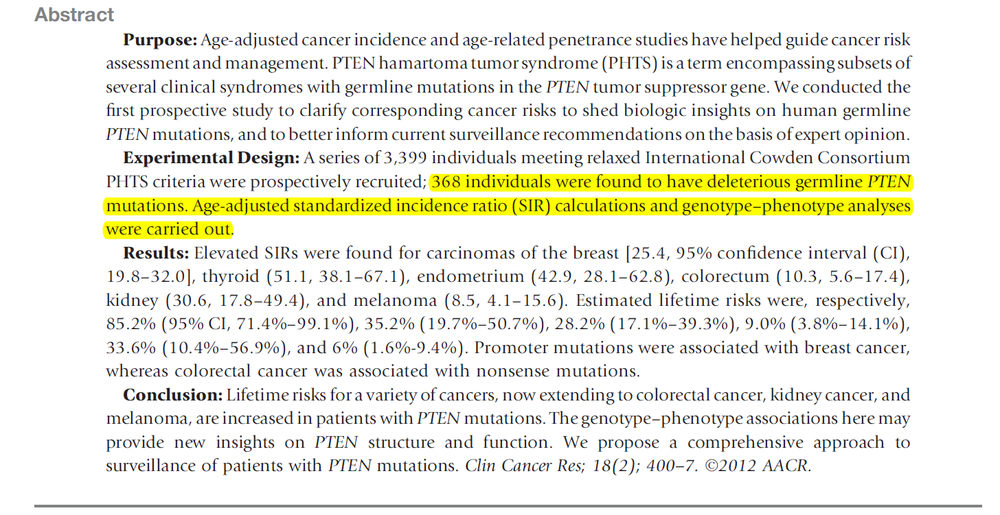 Abstract
Purpose: Age-adjusted cancer incidence and age-related penetrance studies have helped guide cancer risk
assessment and management. PTEN hamartoma tumor syndrome (PHTS) is a term encompassing subsets of
several clinical syndromes with germline mutations in the PTEN tumor suppressor gene. We conducted the
first prospective study to clarify corresponding cancer risks to shed biologic insights on human germline
PTEN mutations, and to better inform current surveillance recommendations on the basis of expert opinion.
Experimental Design: A series of 3,399 individuals meeting relaxed International Cowden Consortium
PHTS criteria were prospectively recruited; 368 individuals were found to have deleterious germline PTEN
mutations. Age-adjusted standardized incidence ratio (SIR) calculations and genotype–phenotype analyses
were carried out.
Results: Elevated SIRs were found for carcinomas of the breast [25.4, 95% confidence interval (CI),
19.8–32.0], thyroid (51.1, 38.1–67.1), endometrium (42.9, 28.1–62.8), colorectum (10.3, 5.6–17.4),
kidney (30.6, 17.8–49.4), and melanoma (8.5, 4.1–15.6). Estimated lifetime risks were, respectively,
85.2% (95% CI, 71.4%–99.1%), 35.2% (19.7%–50.7%), 28.2% (17.1%–39.3%), 9.0% (3.8%–14.1%),
33.6% (10.4%–56.9%), and 6% (1.6%-9.4%). Promoter mutations were associated with breast cancer,
whereas colorectal cancer was associated with nonsense mutations.
Conclusion: Lifetime risks for a variety of cancers, now extending to colorectal cancer, kidney cancer, and
melanoma, are increased in patients with PTEN mutations. The genotype–phenotype associations here may
provide new insights on PTEN structure and function. We propose a comprehensive approach to
surveillance of patients with PTEN mutations. Clin Cancer Res; 18(2); 400–7. ©2012 AACR.